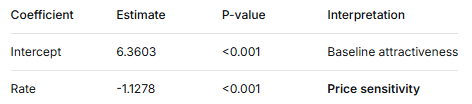 Coefficient Estimate P-value Interpretation
Intercept 6.3603 <0.001 Baseline attractiveness
Rate -1.1278 <0.001 Price sensitivity